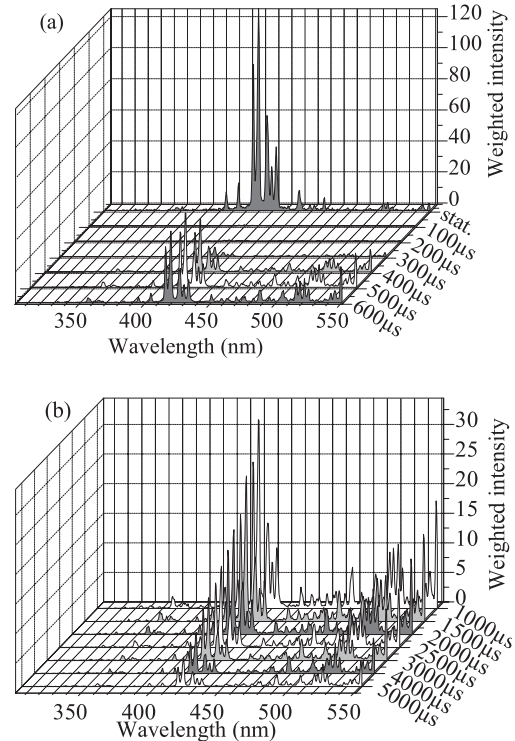 (a)
120
100
80
60
40
20
0
Weighted intensity
stat.
100µs
200µs
300µs
400µs
500µs
600µs
350 400 450 500 550
Wavelength (nm)
(b)
30
25
20
15
10
5
0
Weighted intensity
1000µs
1500µs
2000µs
2500µs
3000µs
4000µs
5000µs
350 400 450 500 550
Wavelength (nm)